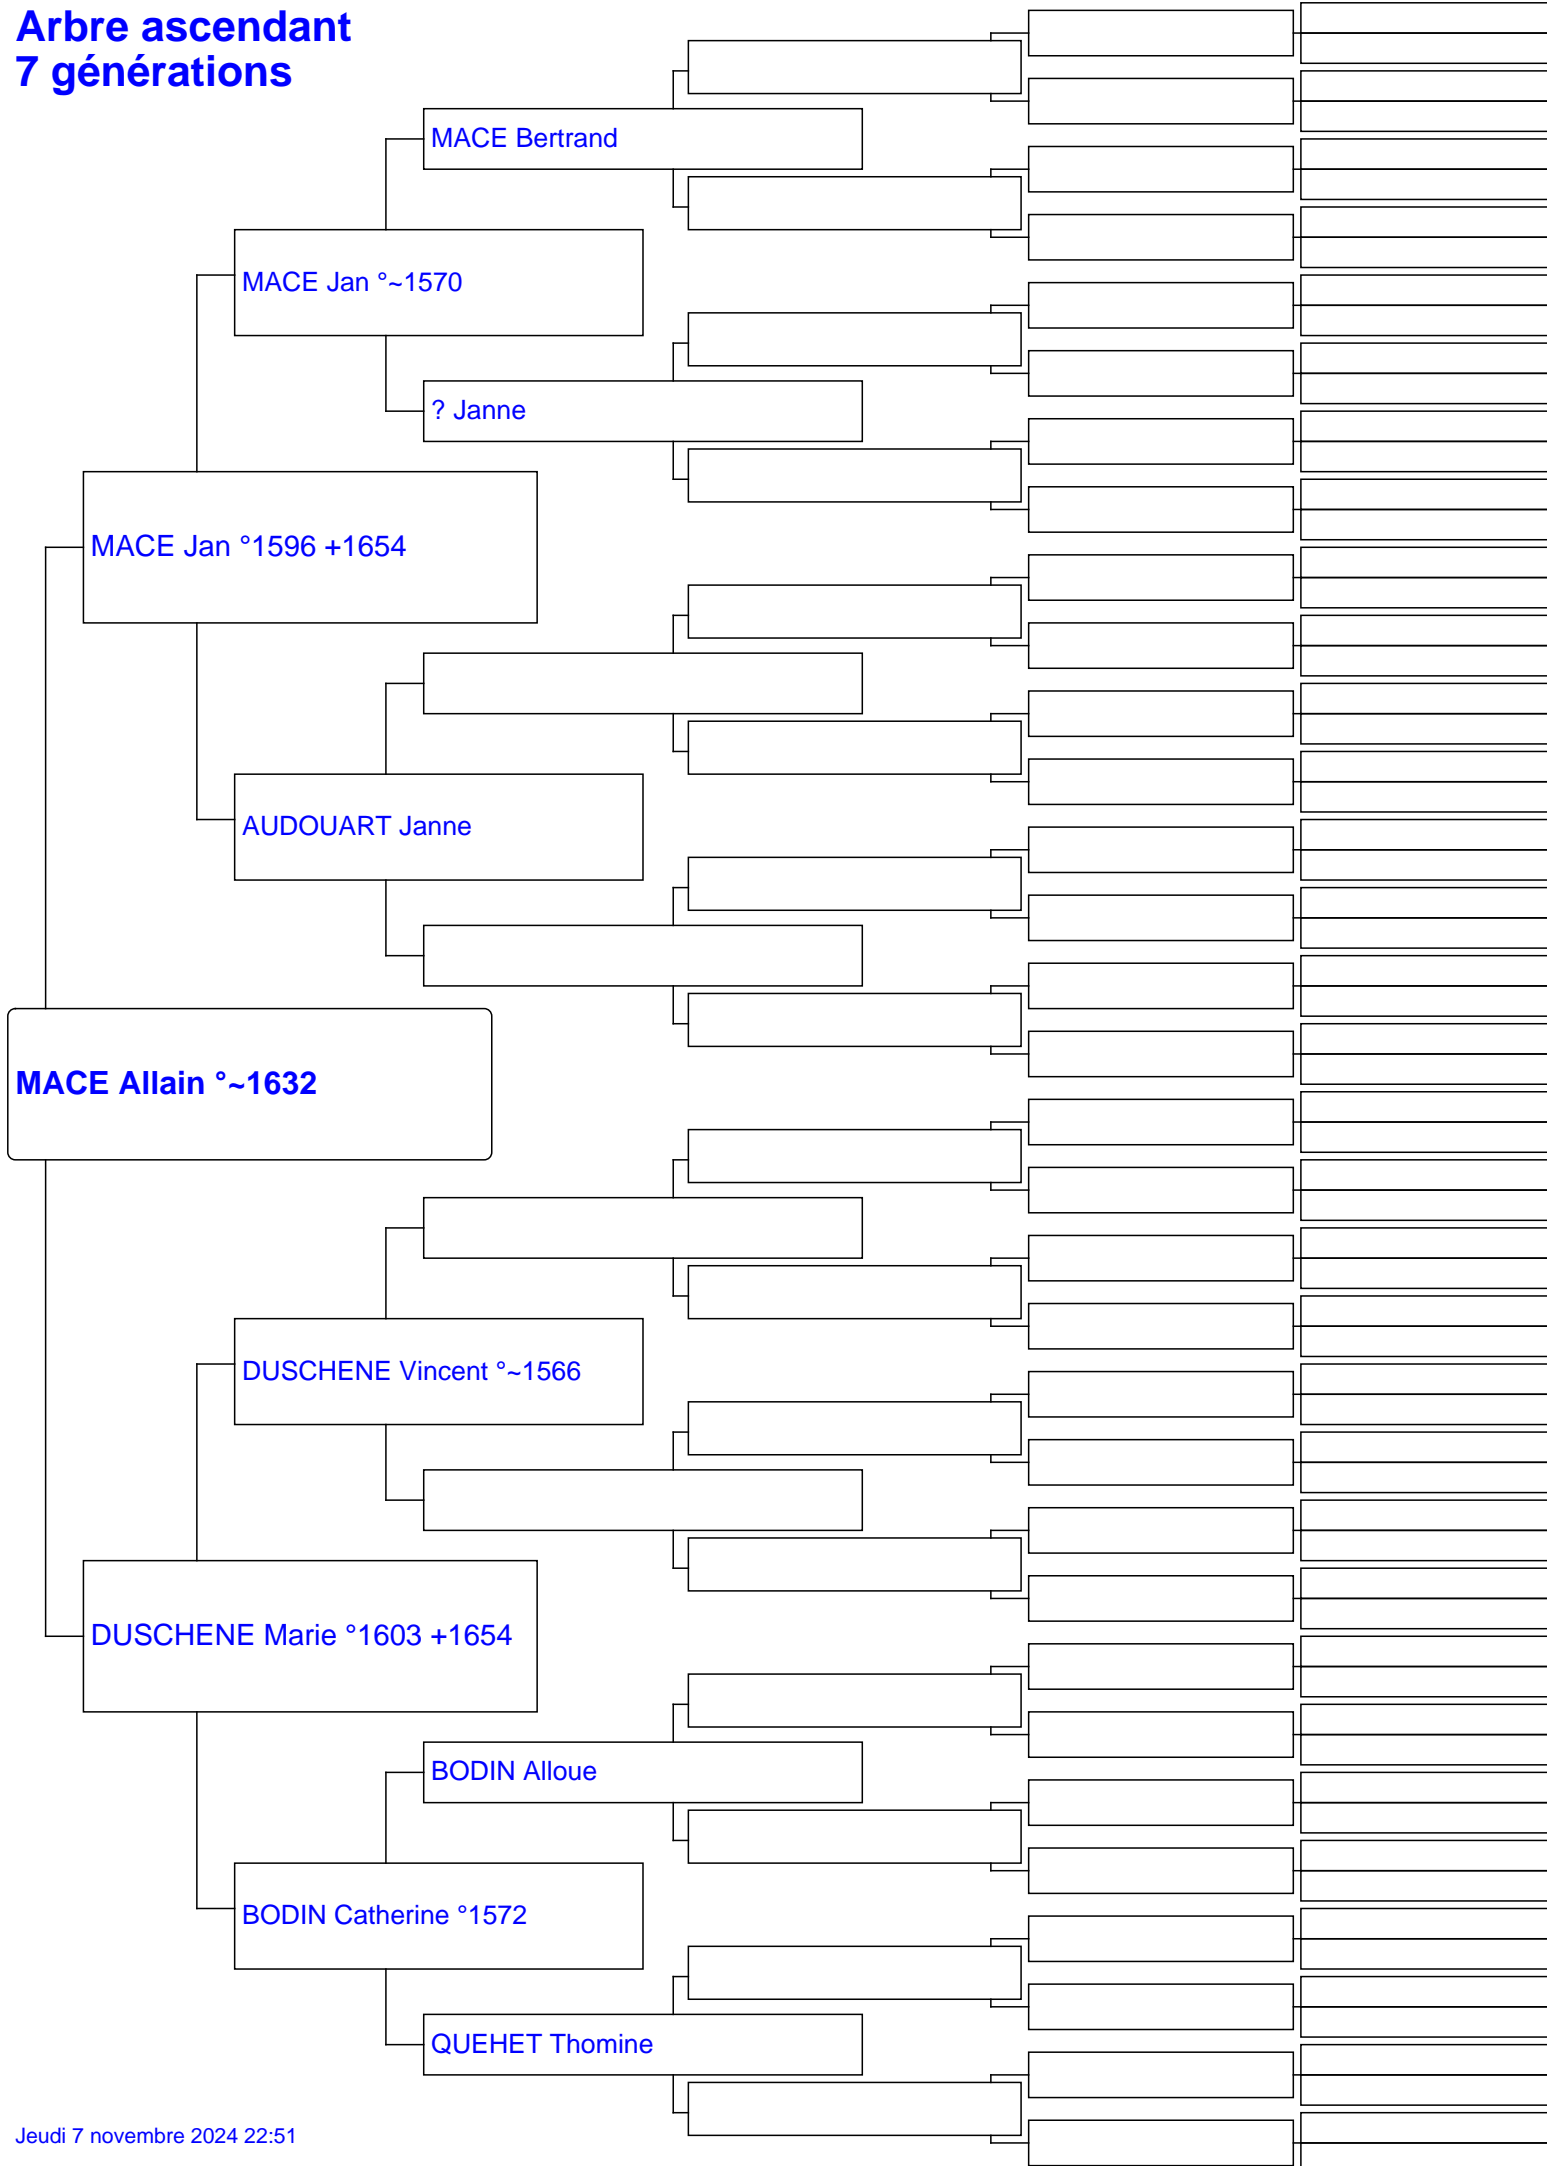 Arbre ascendant
7 générations
MACE Bertrand
MACE Jan °~1570
? Janne
MACE Jan °1596 +1654
AUDOUART Janne
MACE Allain °~1632
DUSCHENE Vincent °~1566
DUSCHENE Marie °1603 +1654
BODIN Alloue
BODIN Catherine °1572
QUEHET Thomine
Jeudi 7 novembre 2024 22:51